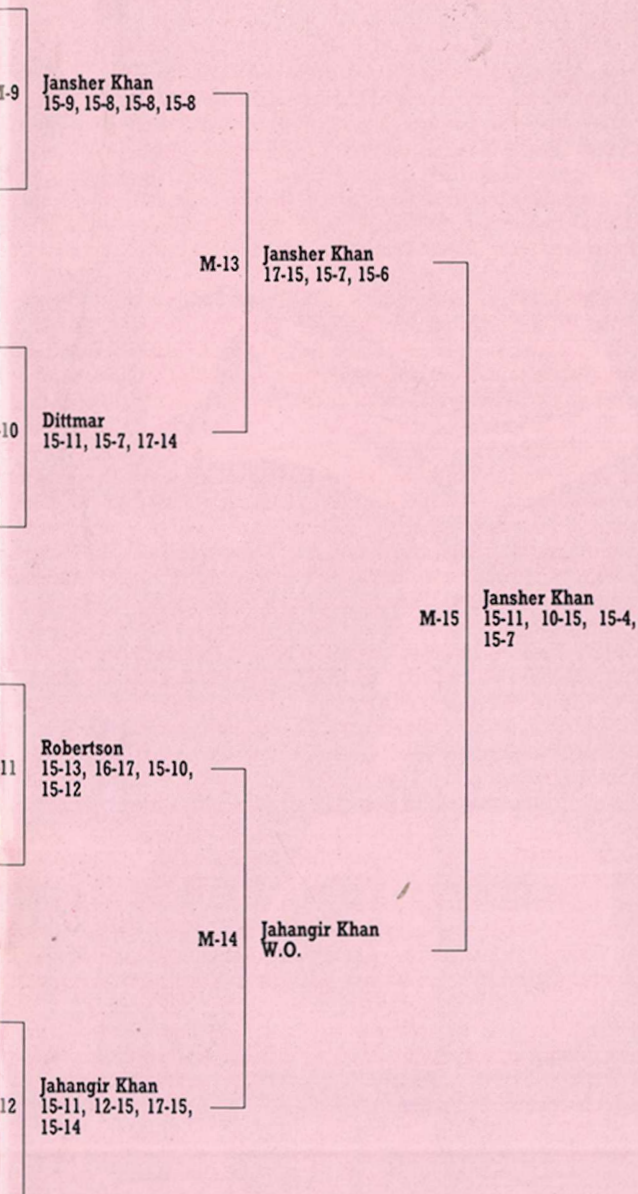 -9
Jansher Khan
15-9, 15-8, 15-8, 15-8
M-13
Jansher Khan
17-15, 15-7, 15-6
10
Dittmar
15-11, 15-7, 17-14
M-15
Jansher Khan
15-11, 10-15, 15-4,
15-7
11
Robertson
15-13, 16-17, 15-10,
15-12
M-14
Jahangir Khan
W.O.
12
Jahangir Khan
15-11, 12-15, 17-15,
15-14